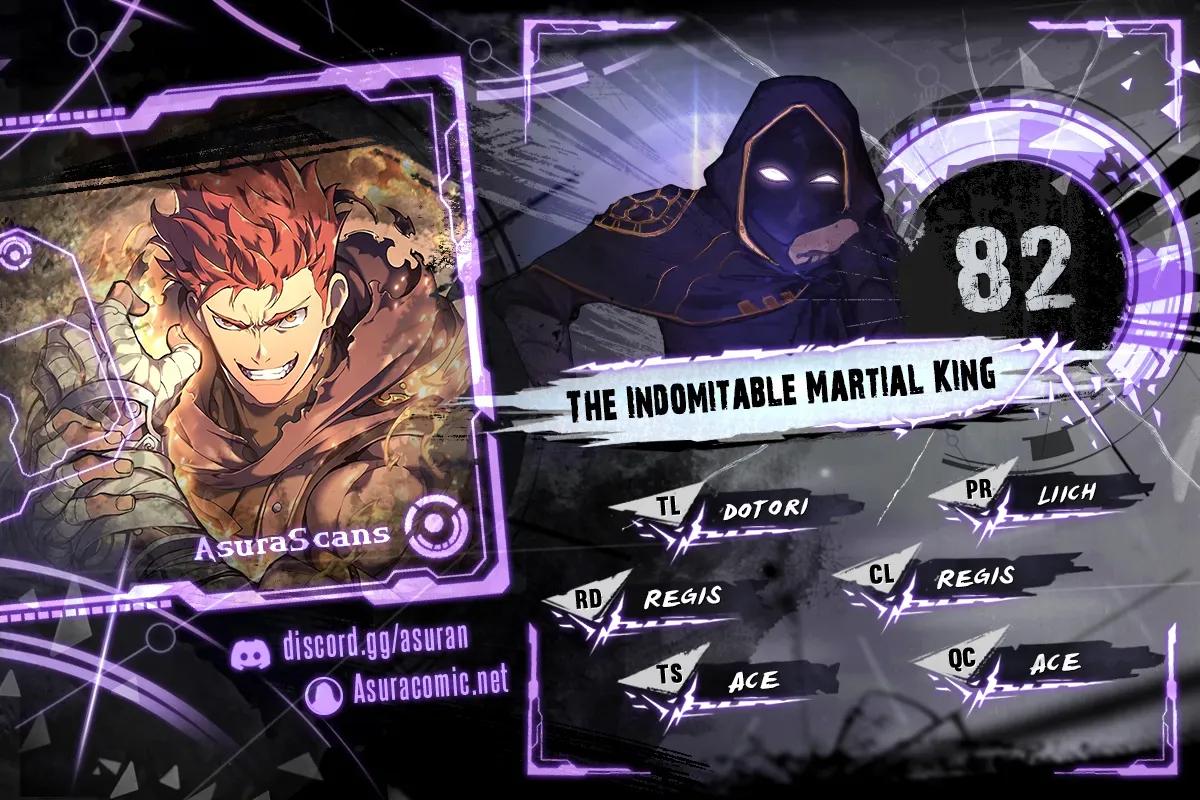 82
THE INDOMITABLE MARTIAL KING
TL DOTORI
PR LIICH
RD REGIS
CL REGIS
TS ACE
QC ACE
AsuraScans
discord.gg/asuran
Asuracomic.net